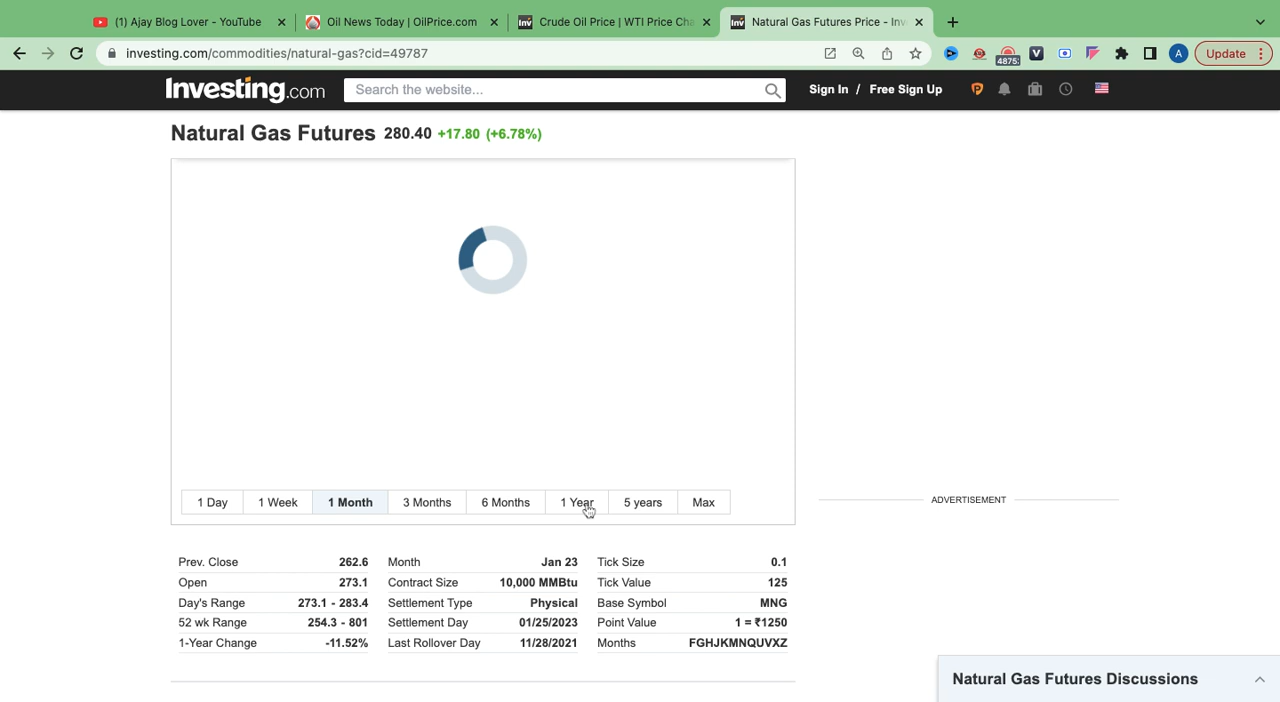 (1) Ajay Blog Lover - YouTube
Oil News Today | OilPrice.com
Crude Oil Price | WTI Price Cha
Natural Gas Futures Price - Inv
investing.com/commodities/natural-gas?cid=49787
4875
A
Update
Investing.com
Search the website...
Sign In / Free Sign Up
Natural Gas Futures 280.40 +17.80 (+6.78%)
1 Day 1 Week 1 Month 3 Months 6 Months 1 Year 5 years Max
ADVERTISEMENT
Prev. Close 262.6 Month Jan 23 Tick Size 0.1
Open 273.1 Contract Size 10,000 MMBtu Tick Value 125
Day's Range 273.1 - 283.4 Settlement Type Physical Base Symbol MNG
52 wk Range 254.3 - 801 Settlement Day 01/25/2023 Point Value 1 = ₹1250
1-Year Change -11.52% Last Rollover Day 11/28/2021 Months FGHJKMNQUVXZ
Natural Gas Futures Discussions